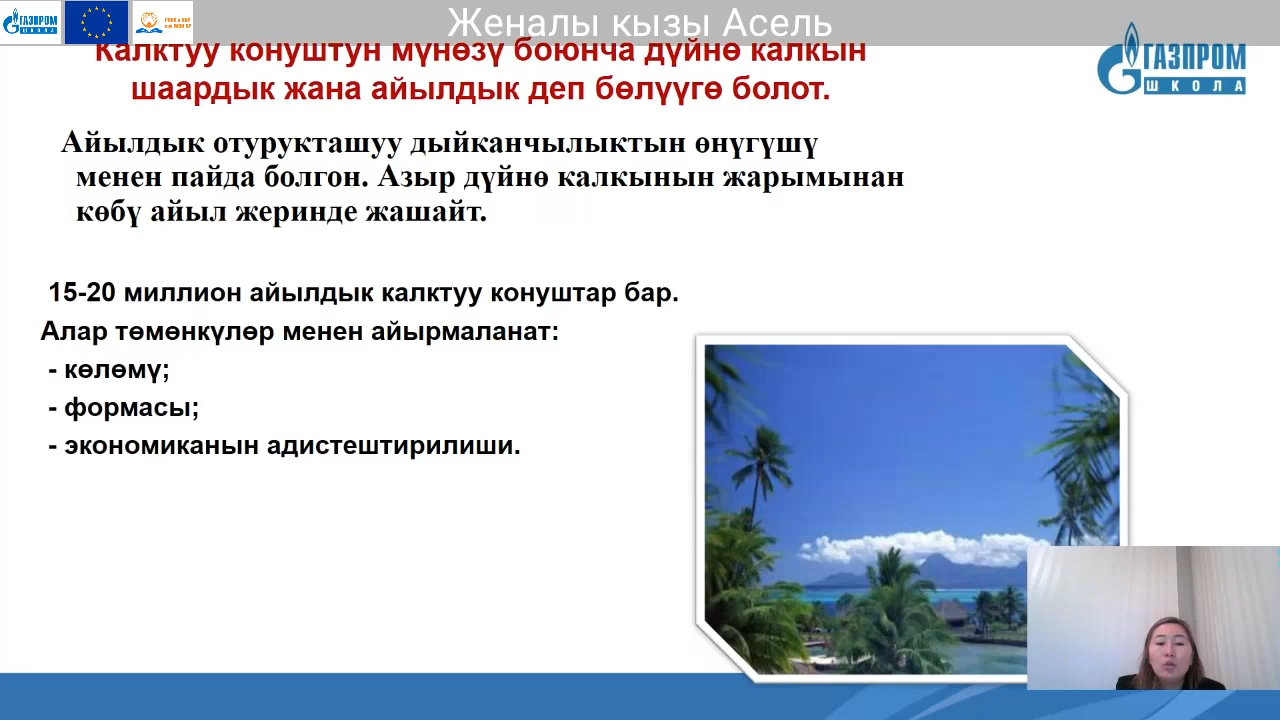 ГАЗПРОМ
ШКОЛА
Женалы кызы Асель
Калктуу конуштун мүнөзү боюнча дүйнө калкын
шаардык жана айылдык деп бөлүүгө болот.
ГАЗПРОМ
ШКОЛА
Айылдык отурукташуу дыйканчылыктын өнүгүшү
менен пайда болгон. Азыр дүйнө калкынын жарымынан
көбү айыл жеринде жашайт.
15-20 миллион айылдык калктуу конуштар бар.
Алар төмөнкүлөр менен айырмаланат:
- көлөмү;
- формасы;
- экономиканын адистештирилиши.